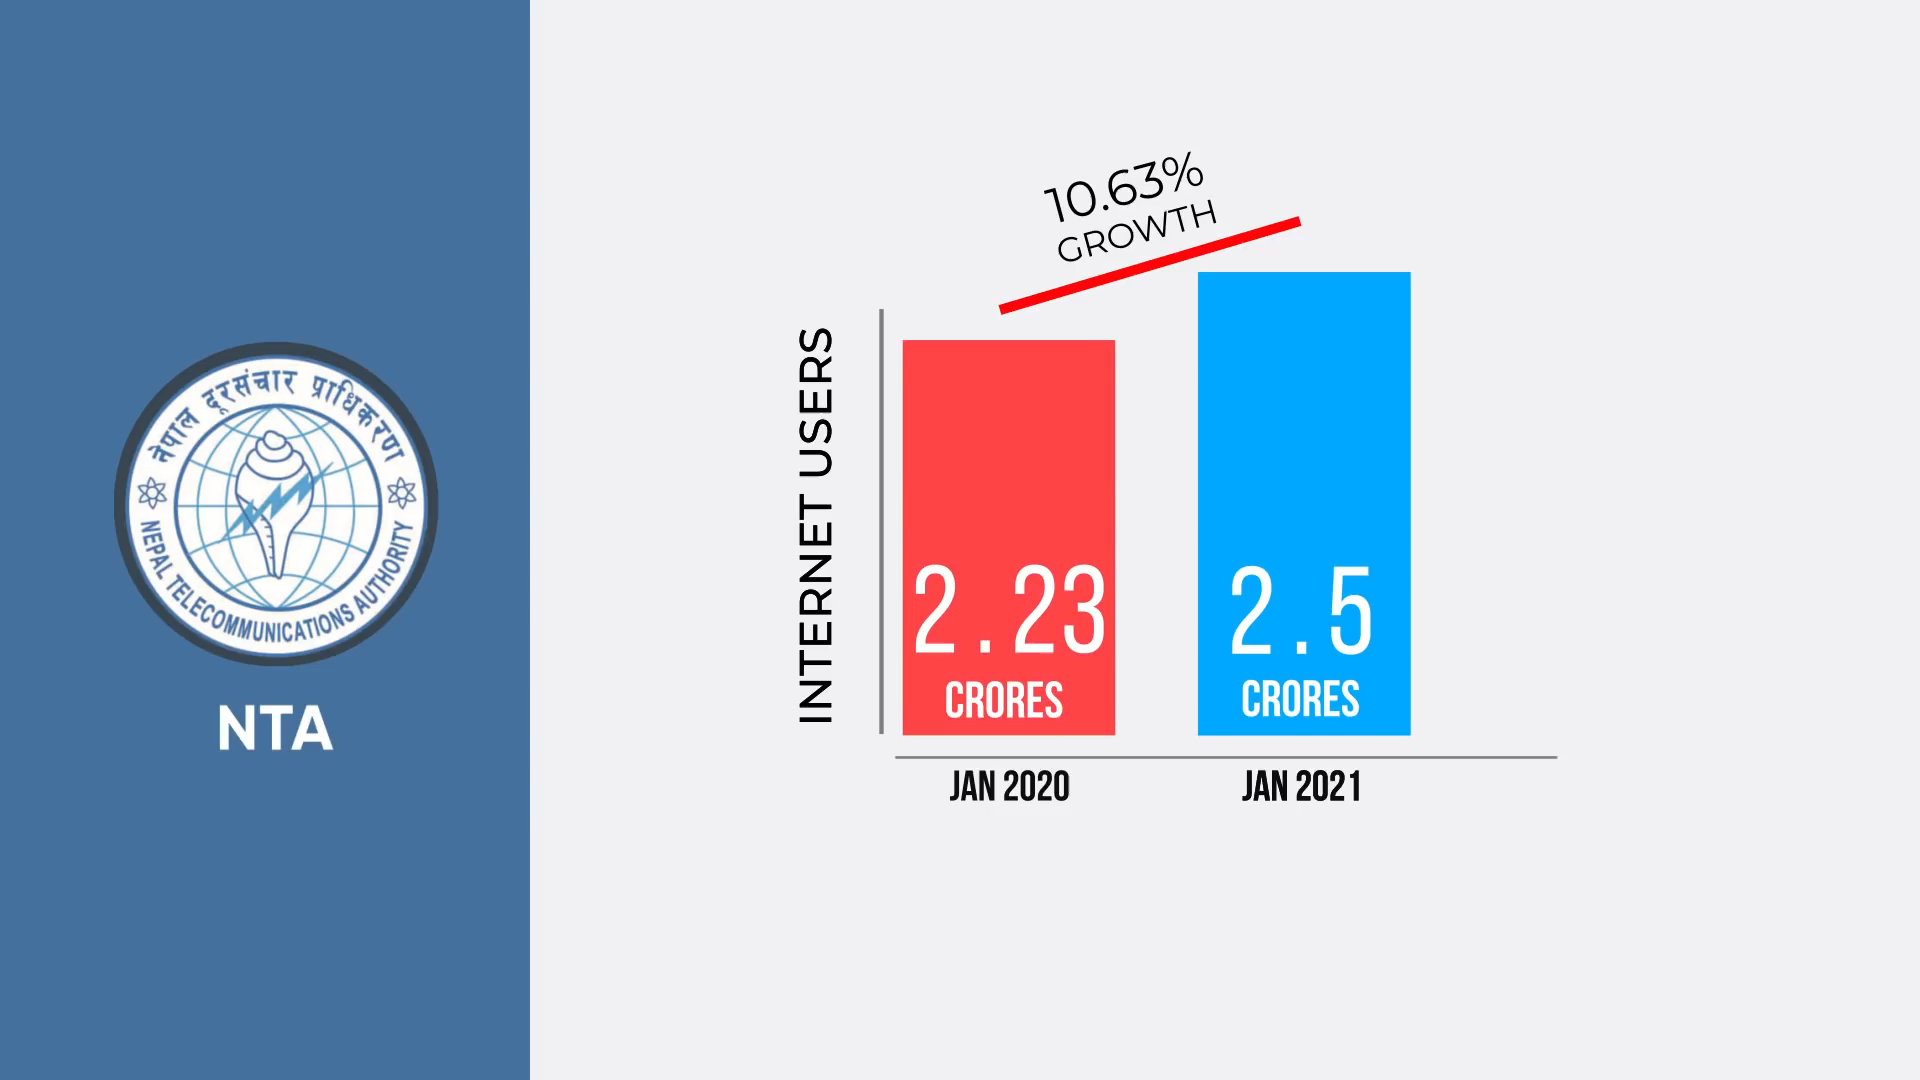 नेपाल दूरसंचार प्राधिकरण
NEPAL TELECOMMUNICATIONS AUTHORITY
NTA
10.63%
GROWTH
INTERNET USERS
2.23
CRORES
2.5
CRORES
JAN 2020
JAN 2021